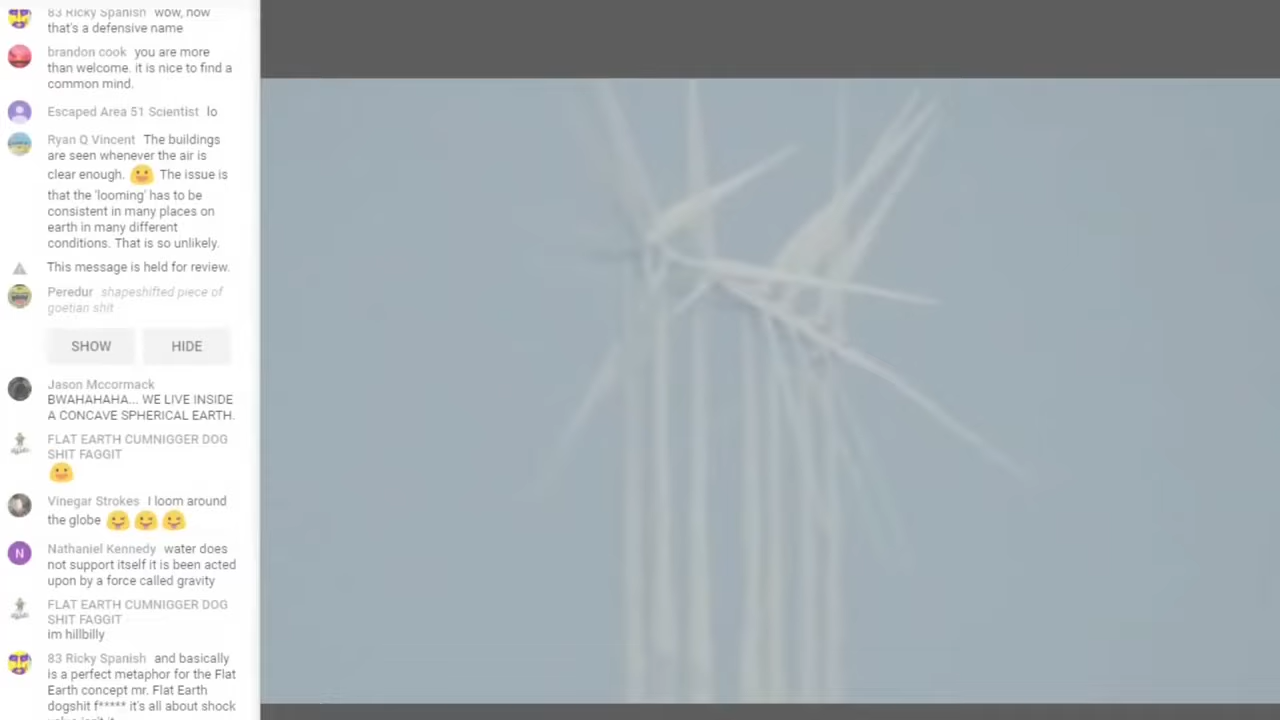 83 Ricky Spanish wow, now
that's a defensive name
brandon cook you are more
than welcome. it is nice to find a
common mind.
Escaped Area 51 Scientist lo
Ryan Q Vincent The buildings
are seen whenever the air is
clear enough. The issue is
that the 'looming' has to be
consistent in many places on
earth in many different
conditions. That is so unlikely.
This message is held for review.
Peredur shapeshifted piece of
goetian shit
SHOW HIDE
Jason Mccormack
BWAHAHAHA... WE LIVE INSIDE
A CONCAVE SPHERICAL EARTH.
FLAT EARTH CUMNIGGER DOG
SHIT FAGGIT
Vinegar Strokes I loom around
the globe
N Nathaniel Kennedy water does
not support itself it is been acted
upon by a force called gravity
FLAT EARTH CUMNIGGER DOG
SHIT FAGGIT
im hillbilly
83 Ricky Spanish and basically
is a perfect metaphor for the Flat
Earth concept mr. Flat Earth
dogshit f***** it's all about shock